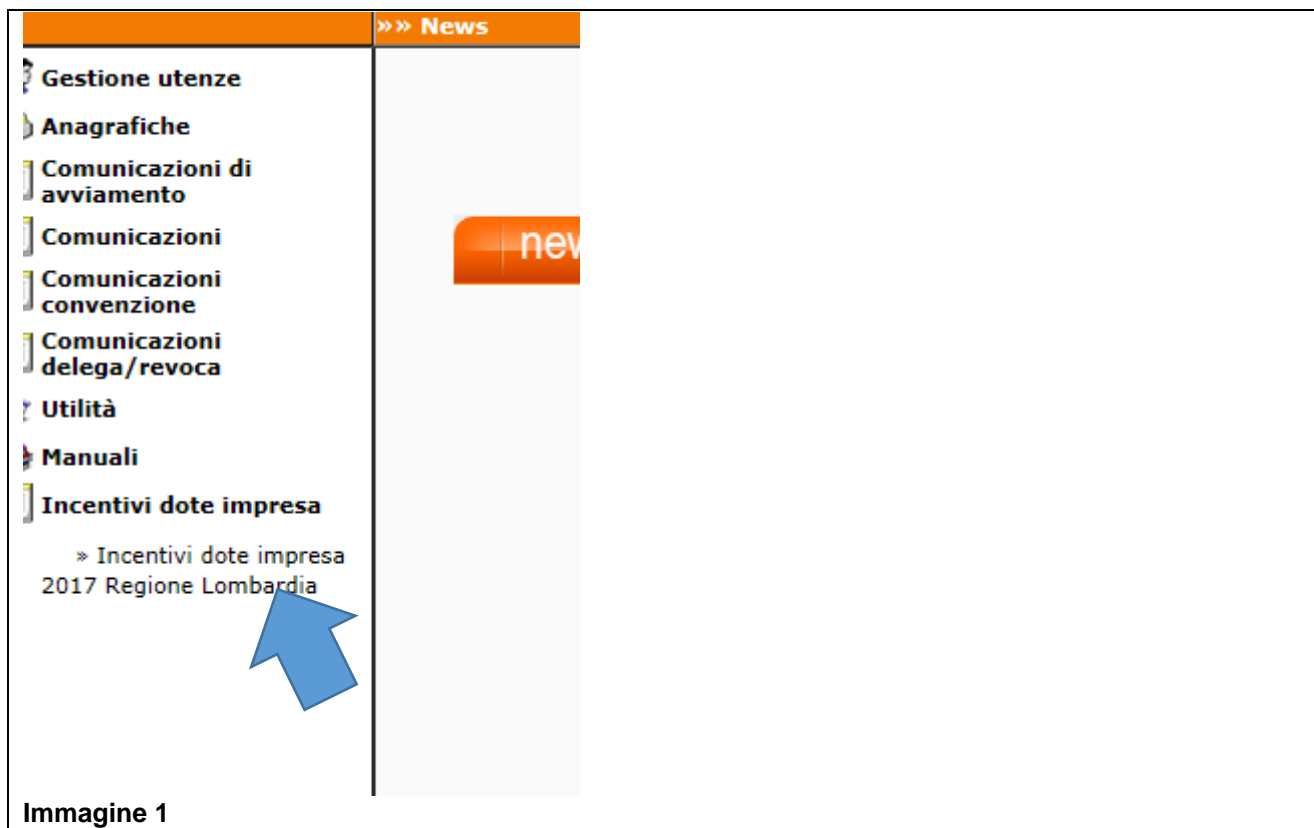 »» News
Gestione utenze
Anagrafiche
Comunicazioni di
avviamento
Comunicazioni
Comunicazioni
convenzione
Comunicazioni
delega/revoca
Utilità
Manuali
Incentivi dote impresa
» Incentivi dote impresa
2017 Regione Lombardia
Immagine 1